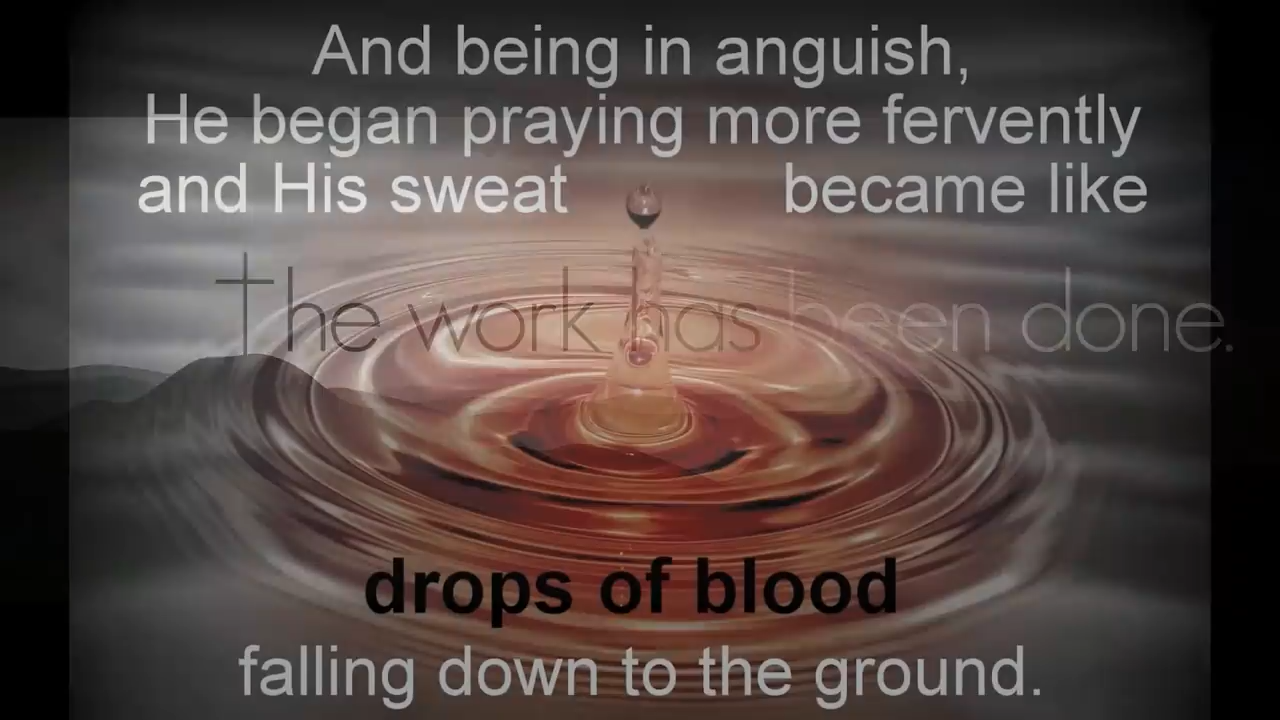 And being in anguish,
He began praying more fervently
and His sweat became like
The work has been done.
drops of blood
falling down to the ground.